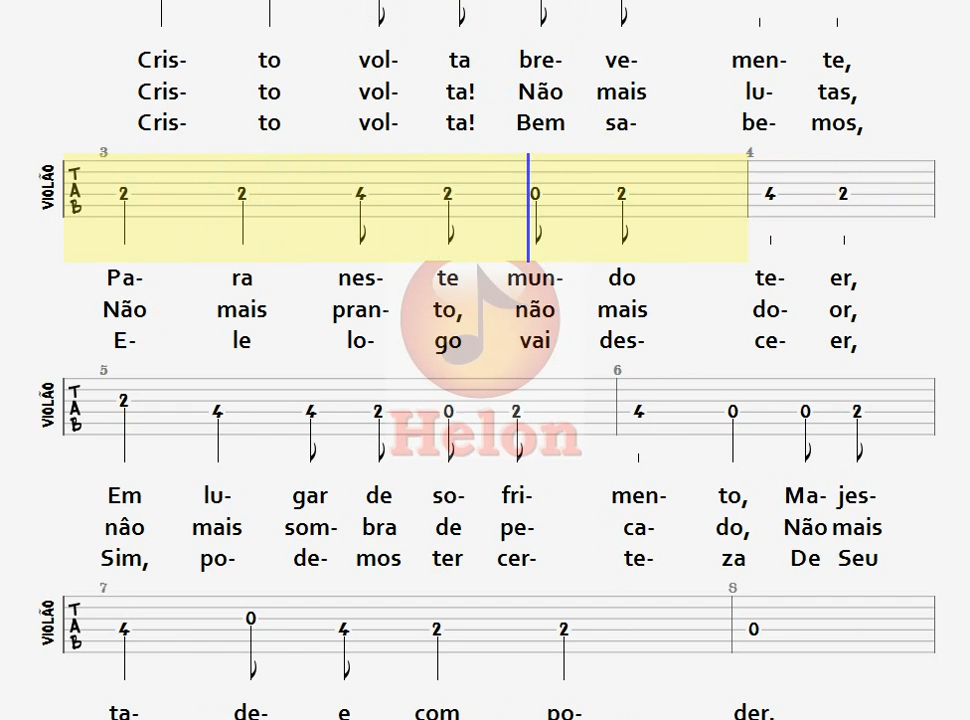 Cris- to vol- ta bre- ve- men- te,
Cris- to vol- ta! Não mais lu- tas,
Cris- to vol- ta! Bem sa- be- mos,
3 4
VIOLÃO TAB 2 2 4 2 0 2 4 2
Pa- ra nes- te mun- do te- er,
Não mais pran- to, não mais do- or,
E- le lo- go vai des- ce- er,
5 6
VIOLÃO TAB 2 4 4 2 0 2 4 0 0 2
Helon
Em lu- gar de so- fri- men- to, Ma- jes-
nâo mais som- bra de pe- ca- do, Não mais
Sim, po- de- mos ter cer- te- za De Seu
7 8
VIOLÃO TAB 4 0 4 2 2 0
ta- de- e com po- der.